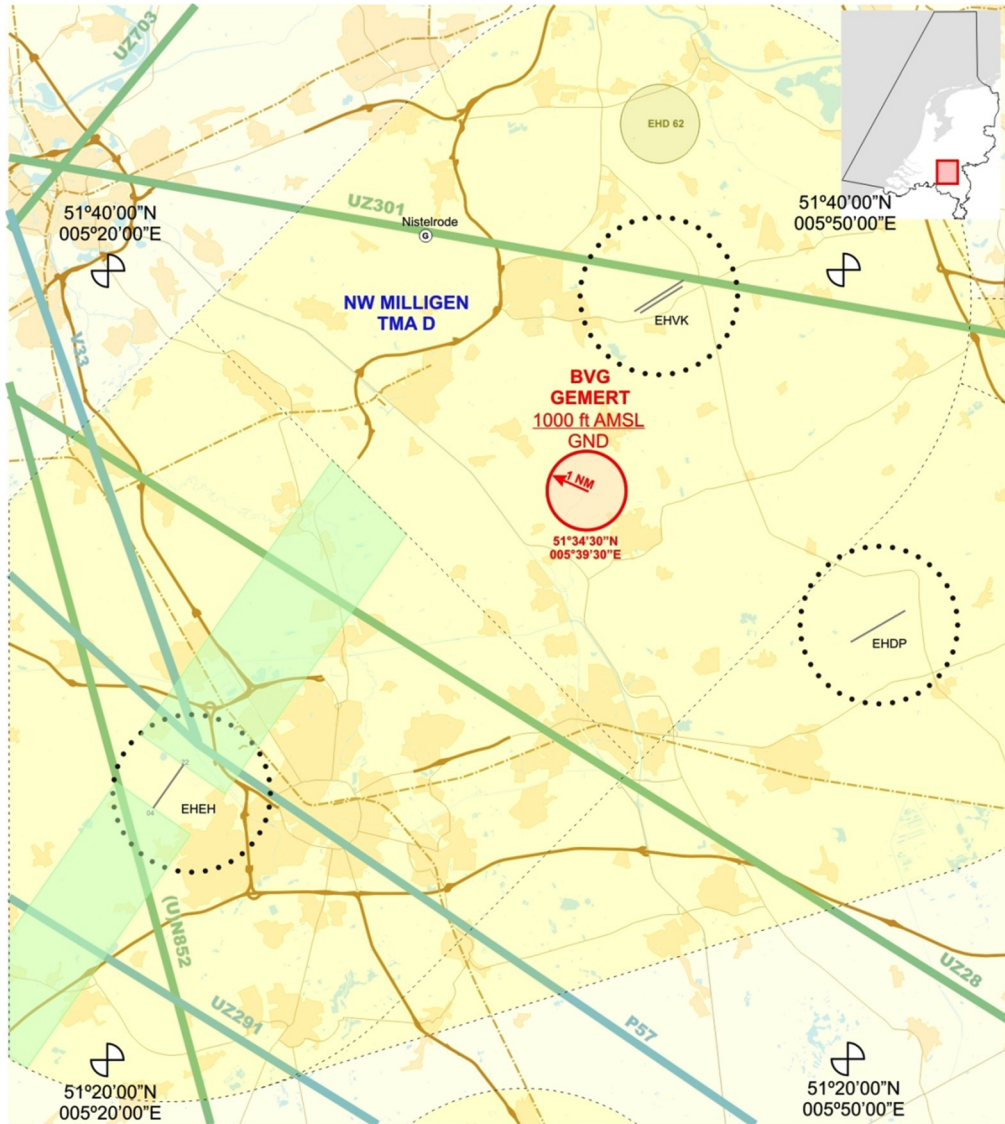 UZ703
EHD 62
51º40’00”N
005º20’00”E
UZ301
Nistelrode
G
51º40’00”N
005º50’00”E
NW MILLIGEN
TMA D
V33
EHVK
BVG
GEMERT
1000 ft AMSL
GND
1 NM
51°34’30”N
005°39’30”E
EHDP
22
04
EHEH
(U)N852
UZ291
P57
UZ28
51º20’00”N
005º20’00”E
51º20’00”N
005º50’00”E